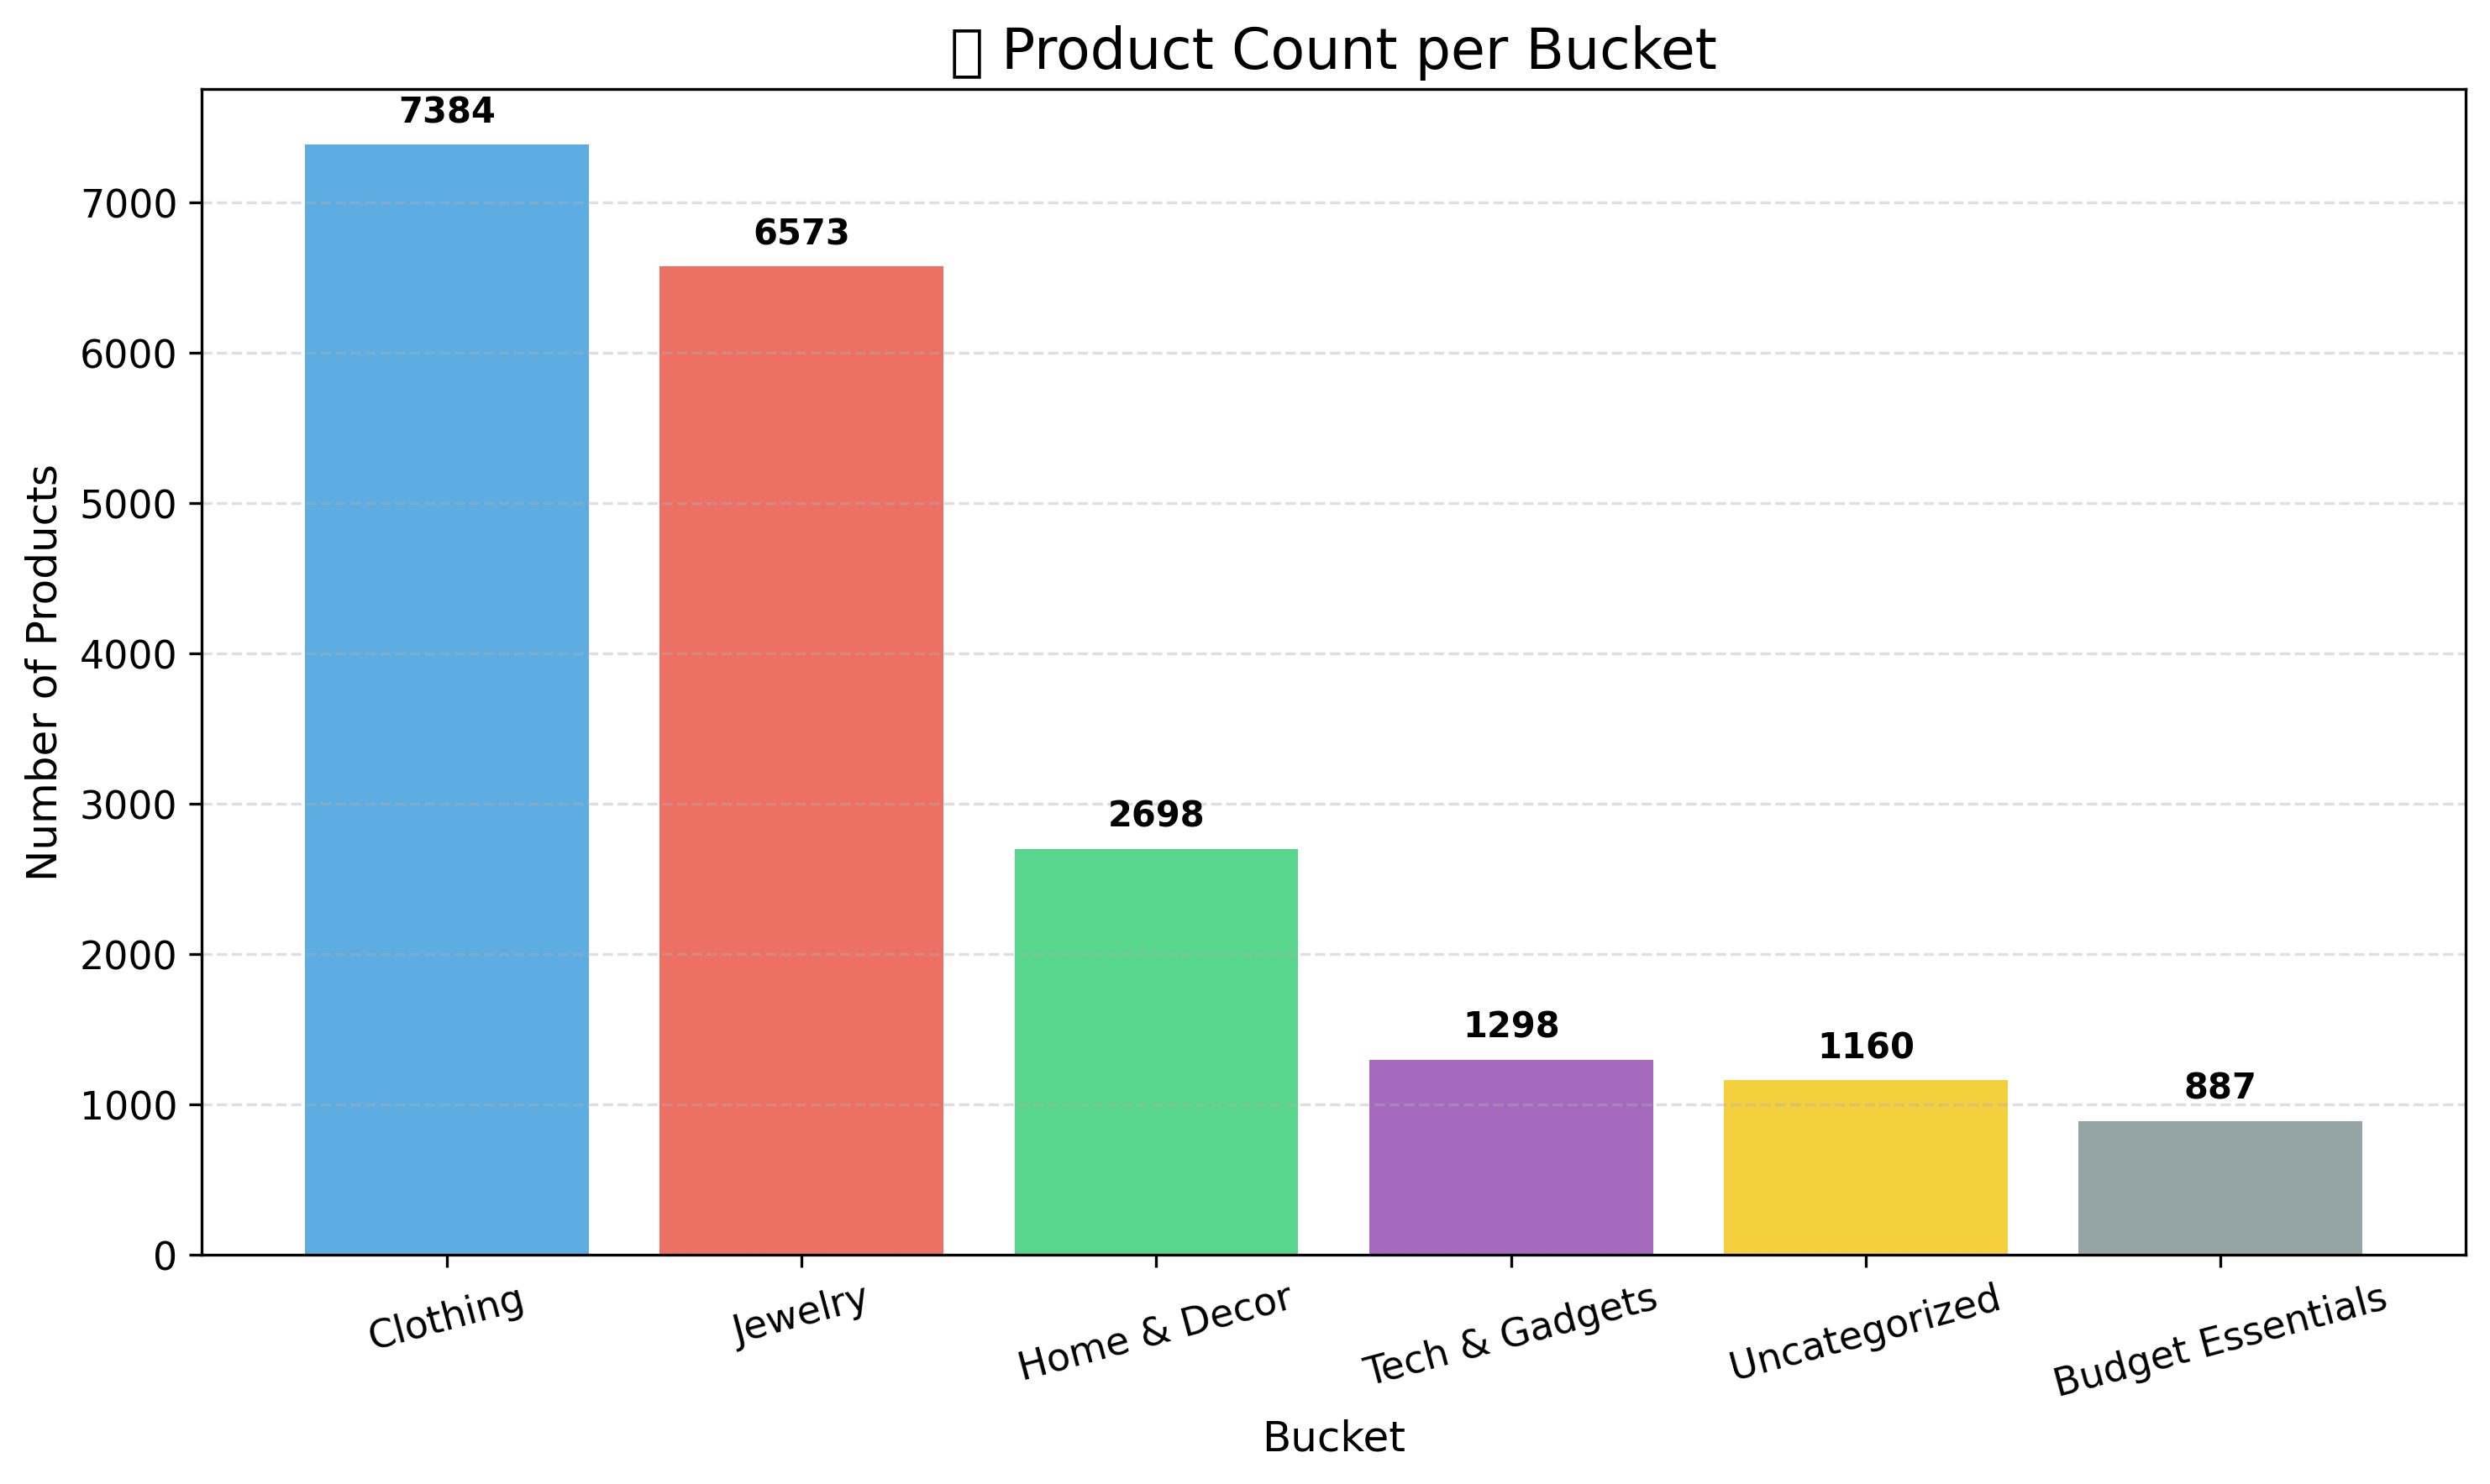 ▯ Product Count per Bucket
Number of Products
7000
6000
5000
4000
3000
2000
1000
0
7384
6573
2698
1298
1160
887
Clothing
Jewelry
Home & Decor
Tech & Gadgets
Uncategorized
Budget Essentials
Bucket